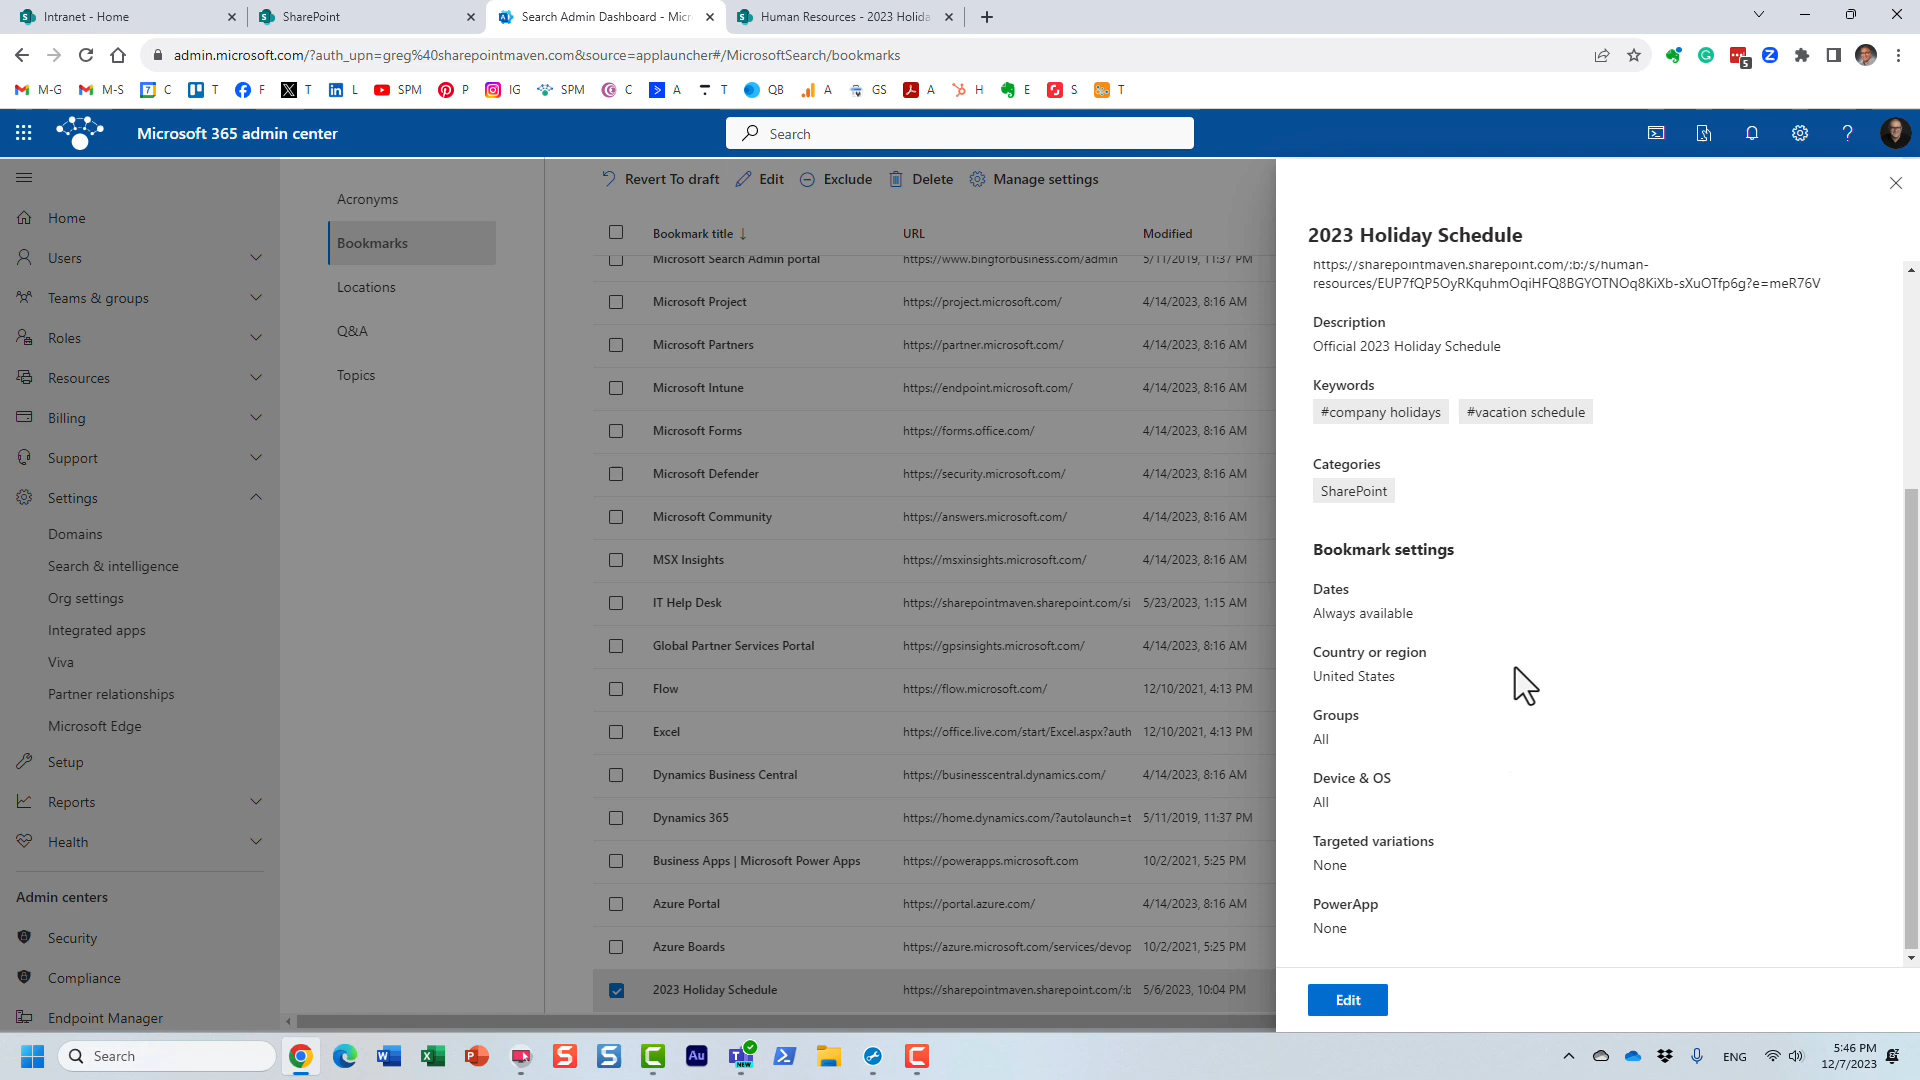 Intranet - Home
SharePoint
Search Admin Dashboard - Micr
Human Resources - 2023 Holida
admin.microsoft.com/?auth_upn=greg%40sharepointmaven.com&source=applauncher#/MicrosoftSearch/bookmarks
M-G M-S C T F T L SPM P IG SPM C A T QB A GS A H E S T
Microsoft 365 admin center
Search
Home
Users
Teams & groups
Roles
Resources
Billing
Support
Settings
Domains
Search & intelligence
Org settings
Integrated apps
Viva
Partner relationships
Microsoft Edge
Setup
Reports
Health
Admin centers
Security
Compliance
Endpoint Manager
Acronyms
Bookmarks
Locations
Q&A
Topics
Revert To draft Edit Exclude Delete Manage settings
Bookmark title ↓ URL Modified
Microsoft Search Admin portal https://www.bingforbusiness.com/admin 5/11/2019, 11:37 PM
Microsoft Project https://project.microsoft.com/ 4/14/2023, 8:16 AM
Microsoft Partners https://partner.microsoft.com/ 4/14/2023, 8:16 AM
Microsoft Intune https://endpoint.microsoft.com/ 4/14/2023, 8:16 AM
Microsoft Forms https://forms.office.com/ 4/14/2023, 8:16 AM
Microsoft Defender https://security.microsoft.com/ 4/14/2023, 8:16 AM
Microsoft Community https://answers.microsoft.com/ 4/14/2023, 8:16 AM
MSX Insights https://msxinsights.microsoft.com/ 4/14/2023, 8:16 AM
IT Help Desk https://sharepointmaven.sharepoint.com/si 5/23/2023, 1:15 AM
Global Partner Services Portal https://gpsinsights.microsoft.com/ 4/14/2023, 8:16 AM
Flow https://flow.microsoft.com/ 12/10/2021, 4:13 PM
Excel https://office.live.com/start/Excel.aspx?auth 12/10/2021, 4:13 PM
Dynamics Business Central https://businesscentral.dynamics.com/ 4/14/2023, 8:16 AM
Dynamics 365 https://home.dynamics.com/?autolaunch=t 5/11/2019, 11:37 PM
Business Apps | Microsoft Power Apps https://powerapps.microsoft.com 10/2/2021, 5:25 PM
Azure Portal https://portal.azure.com/ 4/14/2023, 8:16 AM
Azure Boards https://azure.microsoft.com/services/devop 10/2/2021, 5:25 PM
2023 Holiday Schedule https://sharepointmaven.sharepoint.com/:b 5/6/2023, 10:04 PM
2023 Holiday Schedule
https://sharepointmaven.sharepoint.com/:b:/s/human-
resources/EUP7fQP5OyRKquhmOqiHFQ8BGYOTNOq8KiXb-sXuOTfp6g?e=meR76V
Description
Official 2023 Holiday Schedule
Keywords
#company holidays #vacation schedule
Categories
SharePoint
Bookmark settings
Dates
Always available
Country or region
United States
Groups
All
Device & OS
All
Targeted variations
None
PowerApp
None
Edit
Search
ENG
5:46 PM
12/7/2023